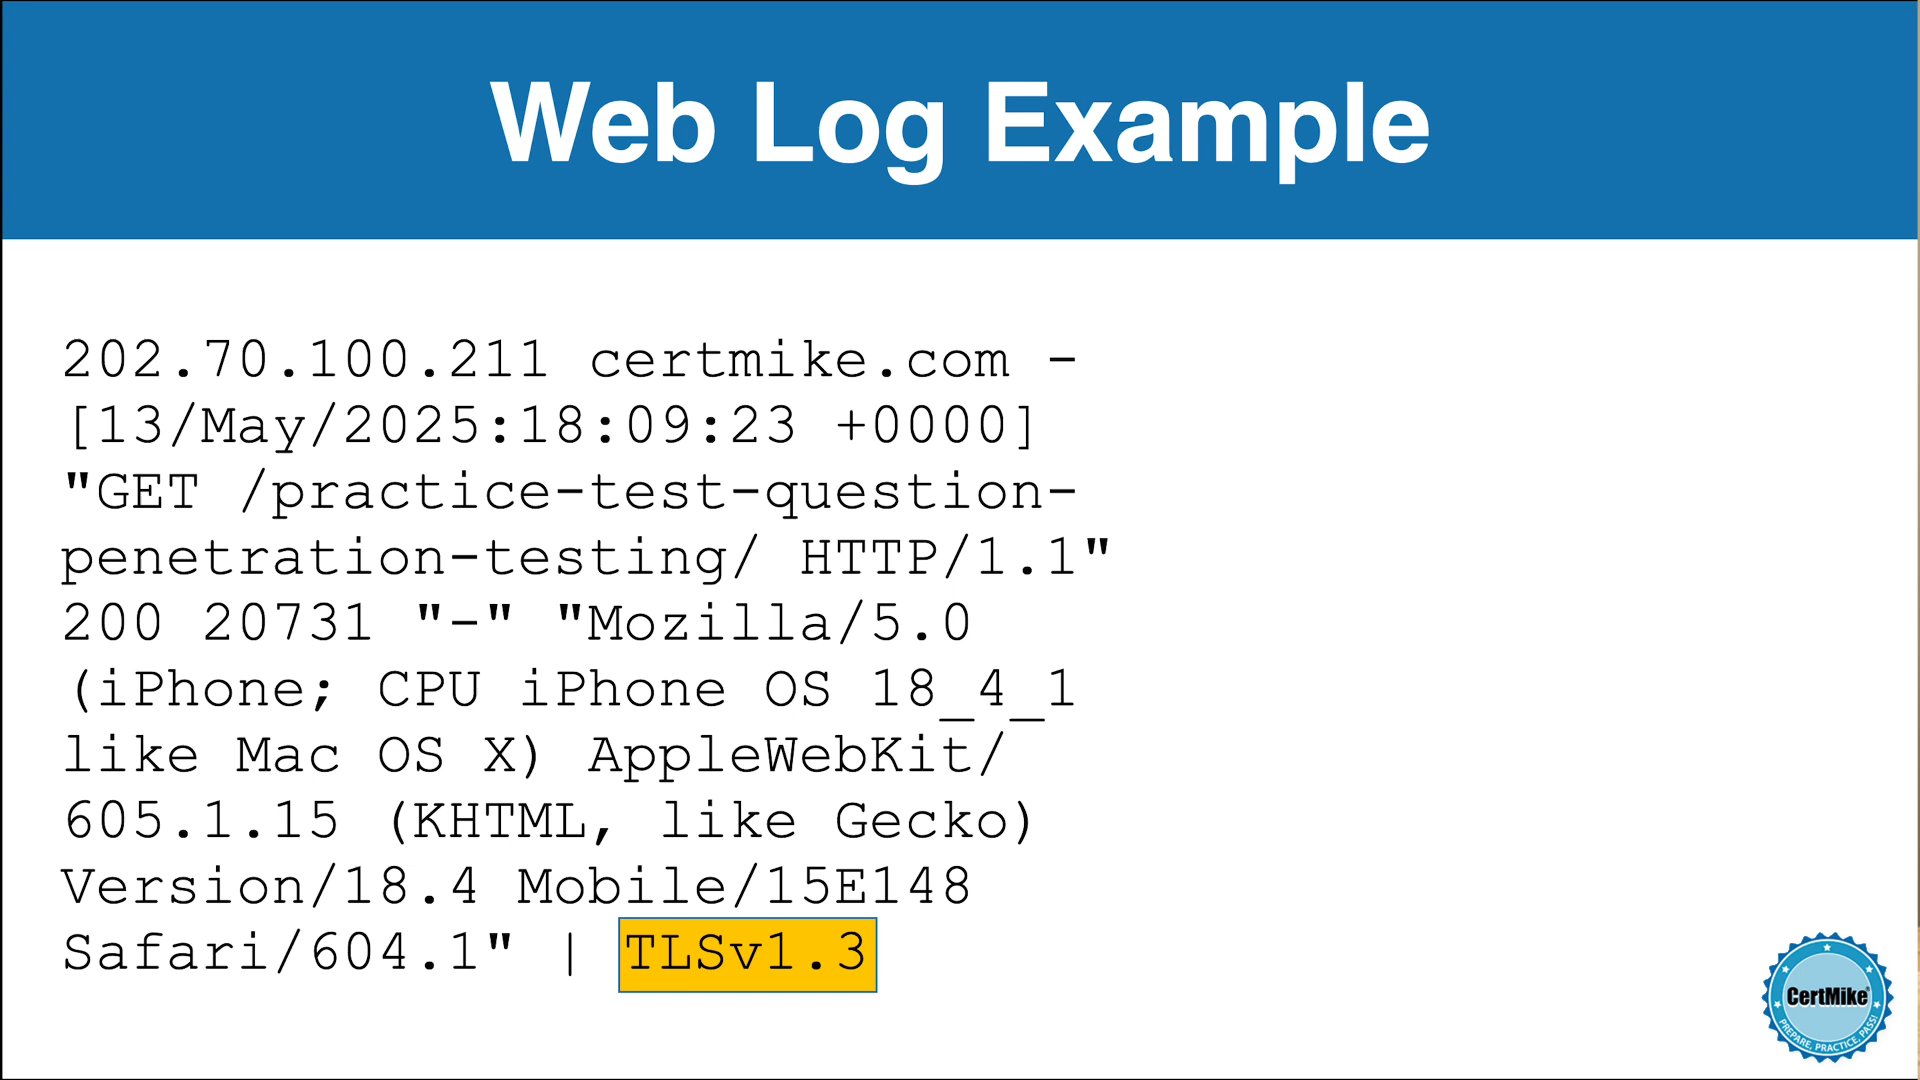 Web Log Example
202.70.100.211 certmike.com -
[13/May/2025:18:09:23 +0000]
"GET /practice-test-question-
penetration-testing/ HTTP/1.1"
200 20731 "-" "Mozilla/5.0
(iPhone; CPU iPhone OS 18_4_1
like Mac OS X) AppleWebKit/
605.1.15 (KHTML, like Gecko)
Version/18.4 Mobile/15E148
Safari/604.1" | TLSv1.3
CertMike®
PREPARE, PRACTICE, PASS!